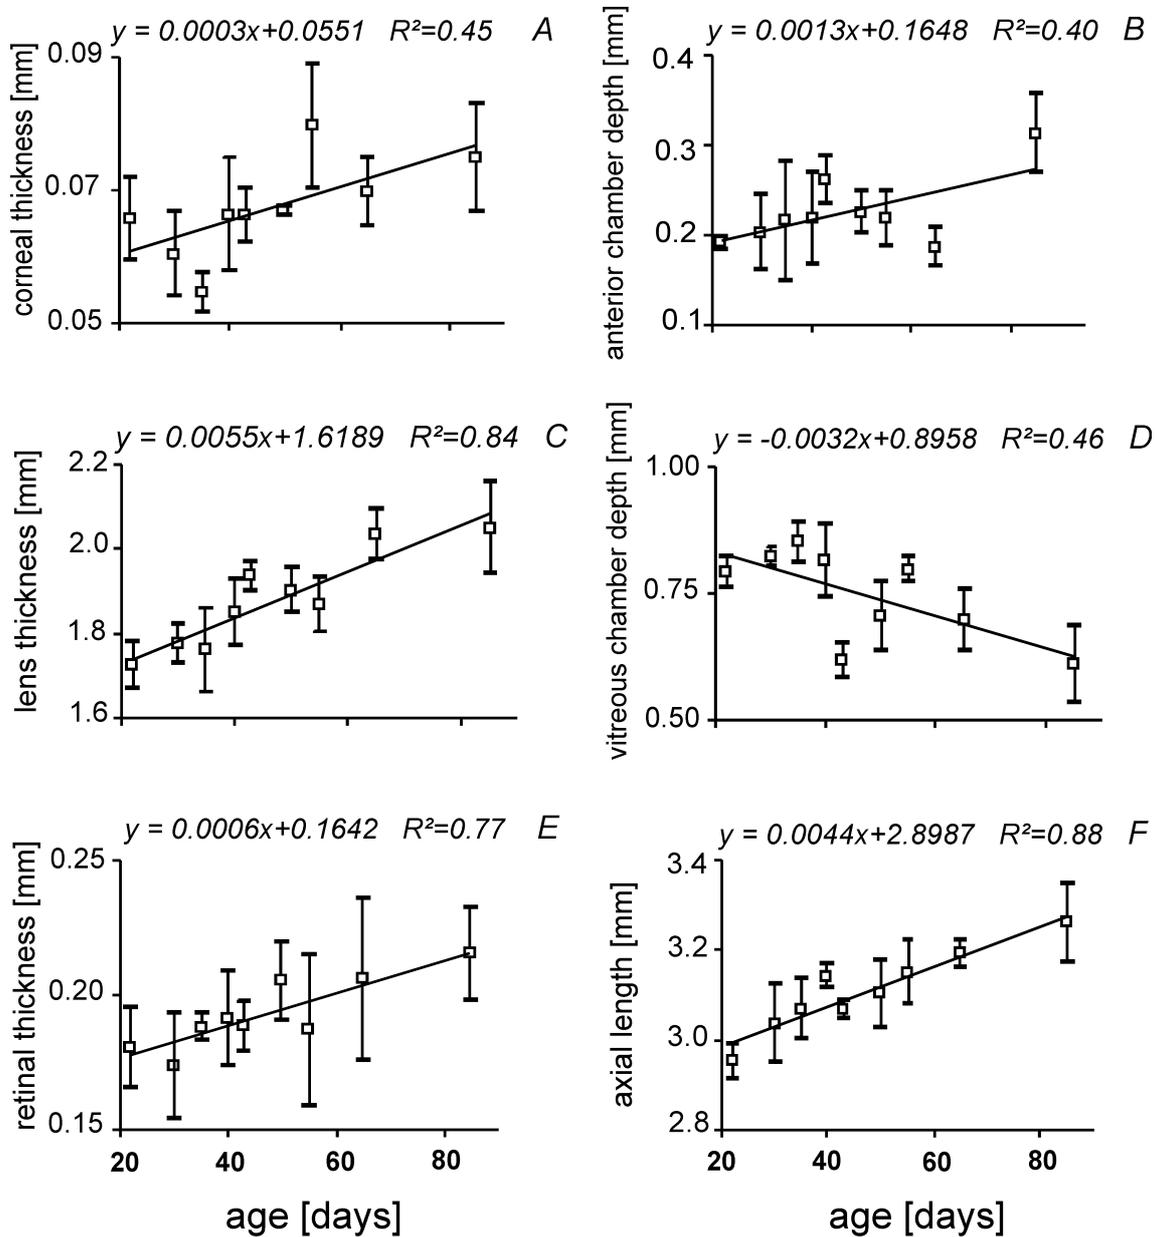 y = 0.0003x+0.0551 R²=0.45 A
corneal thickness [mm]
0.09
0.07
0.05
y = 0.0013x+0.1648 R²=0.40 B
anterior chamber depth [mm]
0.4
0.3
0.2
0.1
y = 0.0055x+1.6189 R²=0.84 C
lens thickness [mm]
2.2
2.0
1.8
1.6
y = -0.0032x+0.8958 R²=0.46 D
vitreous chamber depth [mm]
1.00
0.75
0.50
y = 0.0006x+0.1642 R²=0.77 E
retinal thickness [mm]
0.25
0.20
0.15
20 40 60 80
age [days]
y = 0.0044x+2.8987 R²=0.88 F
axial length [mm]
3.4
3.2
3.0
2.8
20 40 60 80
age [days]